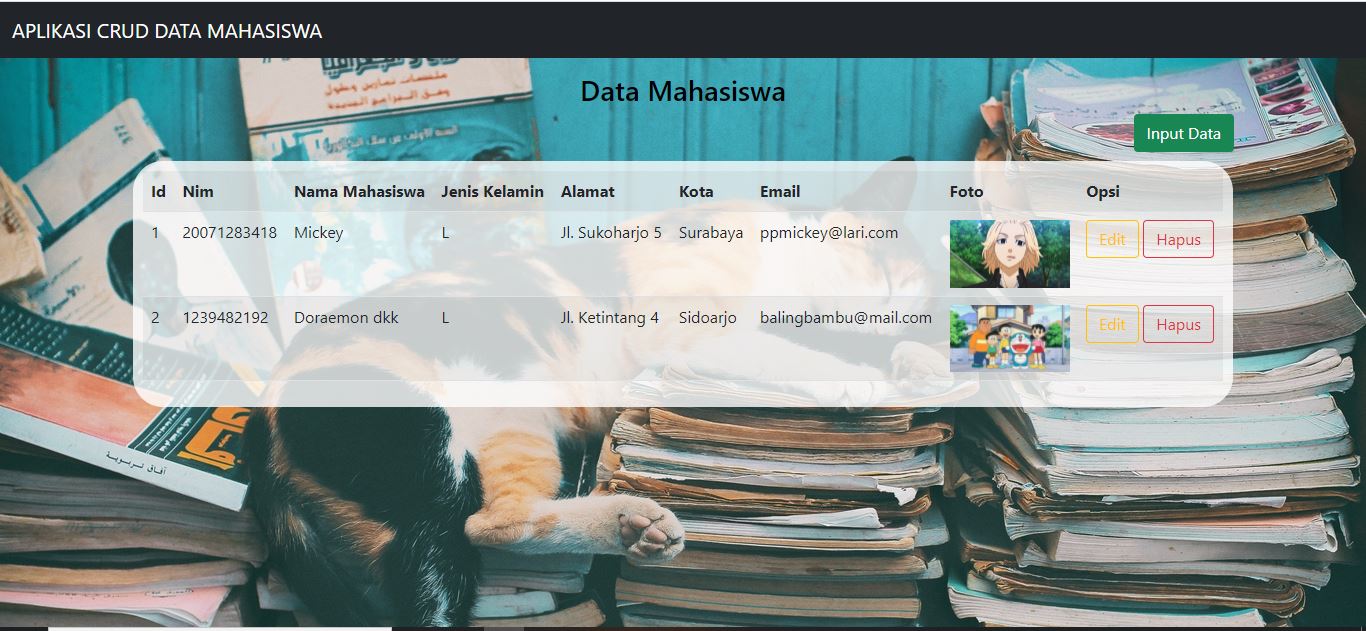 APLIKASI CRUD DATA MAHASISWA
Data Mahasiswa
Input Data
Id Nim Nama Mahasiswa Jenis Kelamin Alamat Kota Email Foto Opsi
1 20071283418 Mickey L Jl. Sukoharjo 5 Surabaya ppmickey@lari.com Edit Hapus
2 1239482192 Doraemon dkk L Jl. Ketintang 4 Sidoarjo balingbambu@mail.com Edit Hapus
آفاق تربوية